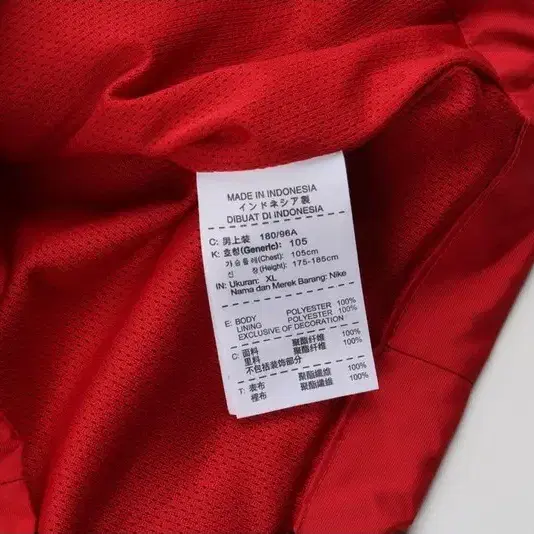 MADE IN INDONESIA
インドネシア製
DIBUAT DI INDONESIA
C: 男上装 180/96A
K: 호칭(Generic): 105
가슴둘레(Chest): 105cm
신 장(Height): 175-185cm
IN: Ukuran: XL
Nama dan Merek Barang: Nike
E: BODY POLYESTER 100%
LINING POLYESTER 100%
EXCLUSIVE OF DECORATION
C: 面料 聚酯纤维 100%
里料 聚酯纤维 100%
不包括装饰部分
T: 表布 聚酯纖維 100%
裡布 聚酯纖維 100%